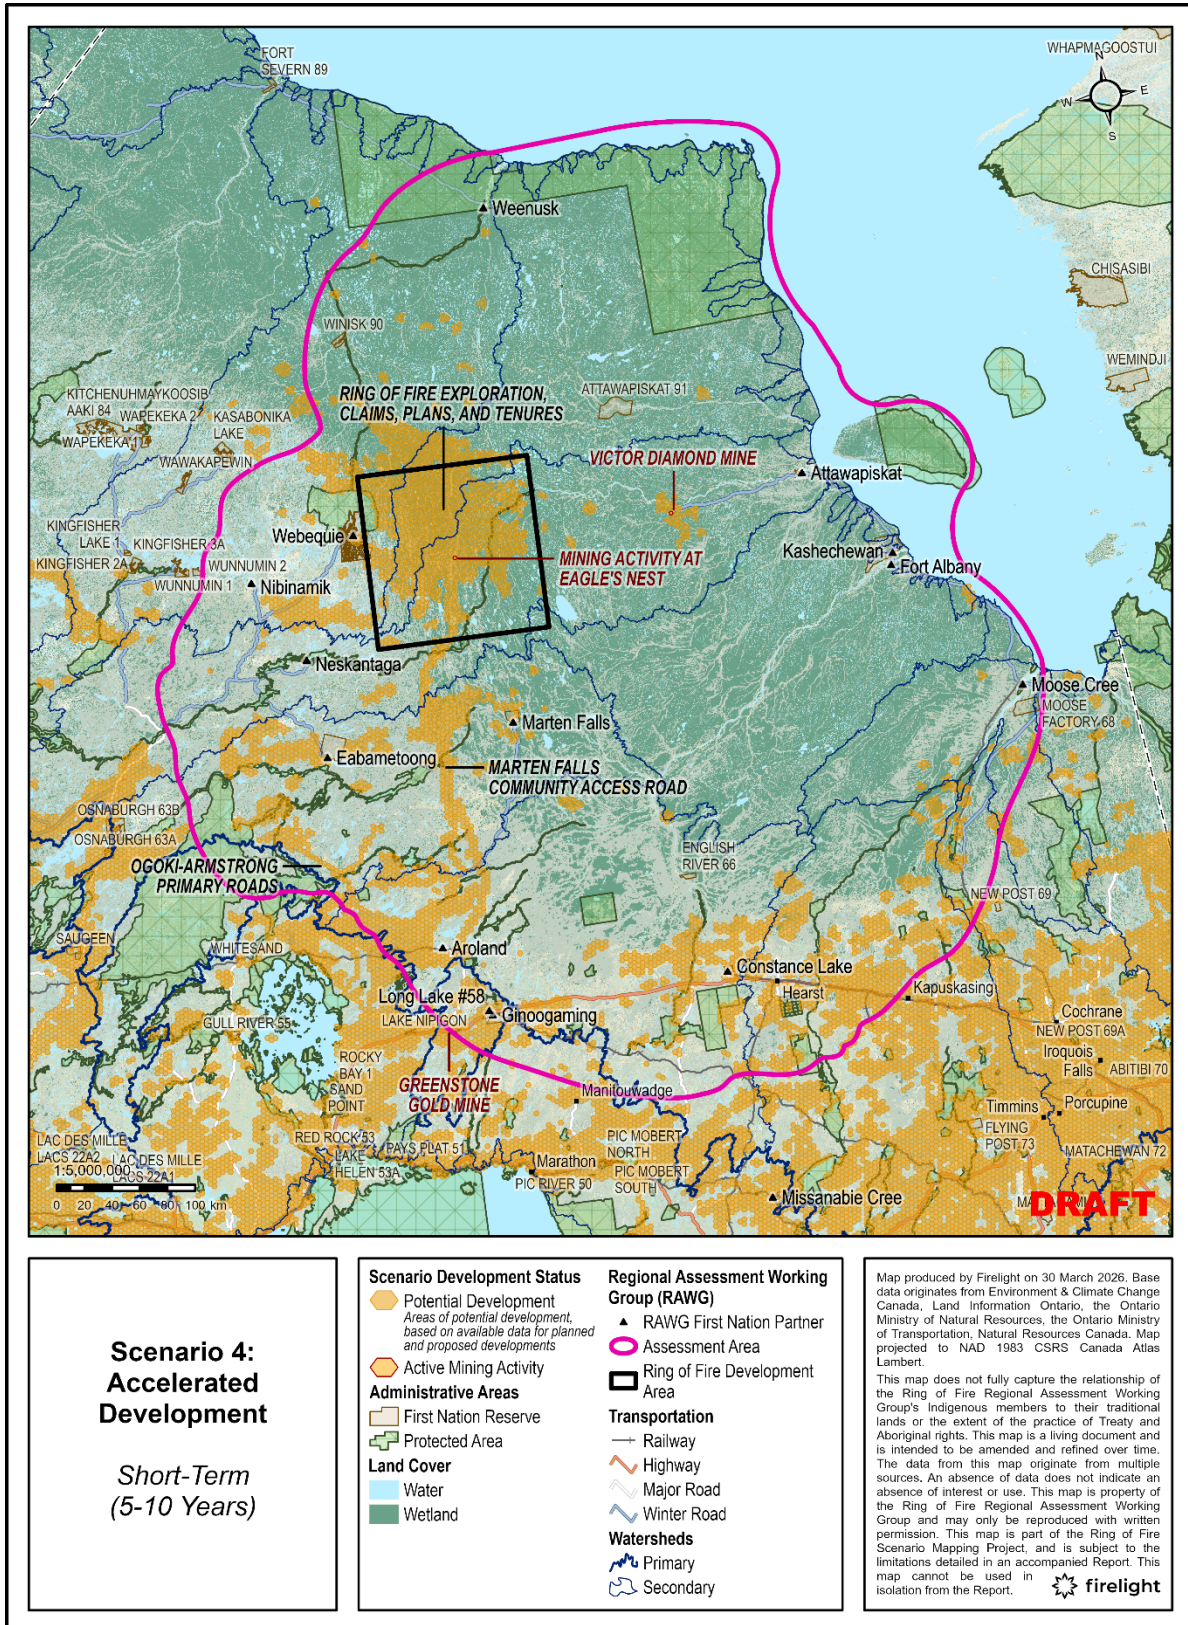 FORT
SEVERN 89
WHAPMAGOOSTUI
N
W
E
S
Weenusk
CHISASIBI
WINISK 90
WEMINDJI
RING OF FIRE EXPLORATION,
CLAIMS, PLANS, AND TENURES
ATTAWAPISKAT 91
KITCHENUHMAYKOOSIB
AAKI 84
WAPEKEKA 2
WAPEKEKA 1
KASABONIKA
LAKE
WAWAKAPEWIN
VICTOR DIAMOND MINE
Attawapiskat
KINGFISHER
LAKE 1
KINGFISHER 3A
KINGFISHER 2A
WUNNUMIN 2
WUNNUMIN 1
Webequie
Nibinamik
MINING ACTIVITY AT
EAGLE'S NEST
Kashechewan
Fort Albany
Neskantaga
Moose Cree
MOOSE
FACTORY 68
Marten Falls
Eabametoong
MARTEN FALLS
COMMUNITY ACCESS ROAD
OSNABURGH 63B
OSNABURGH 63A
ENGLISH
RIVER 66
OGOKI-ARMSTRONG
PRIMARY ROADS
NEW POST 69
SAUGEEN
WHITESAND
Aroland
Constance Lake
Hearst
Kapuskasing
Long Lake #58
LAKE NIPIGON
Ginoogaming
GULL RIVER 55
Cochrane
NEW POST 69A
Iroquois
Falls
ABITIBI 70
ROCKY
BAY 1
SAND
POINT
GREENSTONE
GOLD MINE
Manitouwadge
Timmins
Porcupine
FLYING
POST 73
RED ROCK 53
LAKE
HELEN 53A
PAYS PLAT 51
PIC MOBERT
NORTH
PIC MOBERT
SOUTH
MATACHEWAN 72
LAC DES MILLE
LACS 22A2
LAC DES MILLE
LACS 22A1
Marathon
PIC RIVER 50
Missanabie Cree
1:5,000,000
0 20 40 60 80 100 km
DRAFT
Scenario 4:
Accelerated
Development
Short-Term
(5-10 Years)
Scenario Development Status
Potential Development
Areas of potential development,
based on available data for planned
and proposed developments
Active Mining Activity
Administrative Areas
First Nation Reserve
Protected Area
Land Cover
Water
Wetland
Regional Assessment Working
Group (RAWG)
RAWG First Nation Partner
Assessment Area
Ring of Fire Development
Area
Transportation
Railway
Highway
Major Road
Winter Road
Watersheds
Primary
Secondary
Map produced by Firelight on 30 March 2026. Base
data originates from Environment & Climate Change
Canada, Land Information Ontario, the Ontario
Ministry of Natural Resources, the Ontario Ministry
of Transportation, Natural Resources Canada. Map
projected to NAD 1983 CSRS Canada Atlas
Lambert.
This map does not fully capture the relationship of
the Ring of Fire Regional Assessment Working
Group's Indigenous members to their traditional
lands or the extent of the practice of Treaty and
Aboriginal rights. This map is a living document and
is intended to be amended and refined over time.
The data from this map originate from multiple
sources. An absence of data does not indicate an
absence of interest or use. This map is property of
the Ring of Fire Regional Assessment Working
Group and may only be reproduced with written
permission. This map is part of the Ring of Fire
Scenario Mapping Project, and is subject to the
limitations detailed in an accompanied Report. This
map cannot be used in
isolation from the Report.
firelight